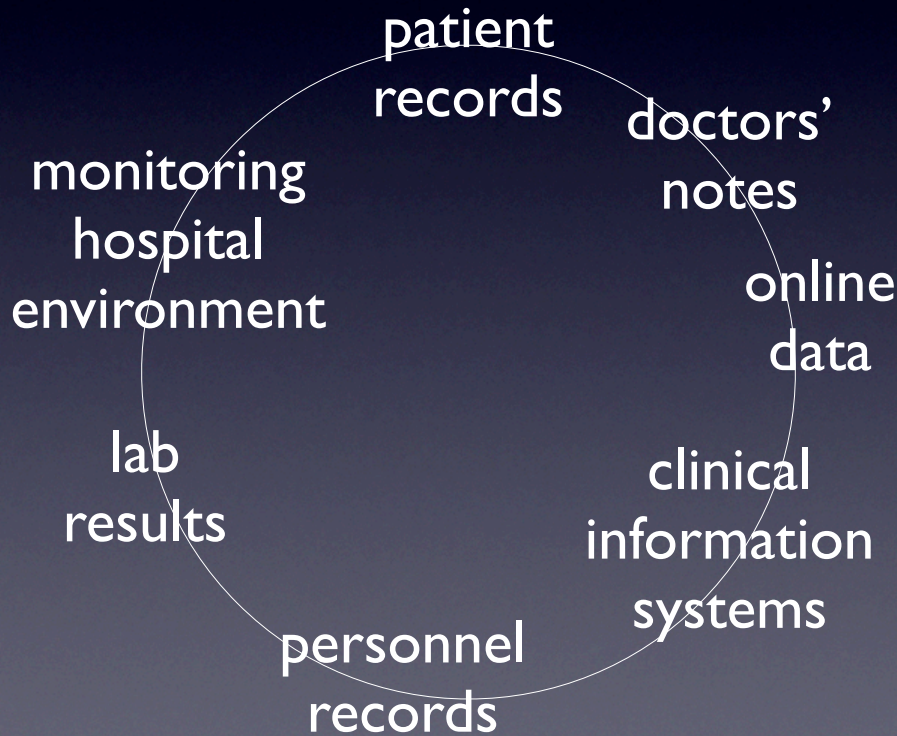 patient
records
doctors’
notes
online
data
clinical
information
systems
personnel
records
lab
results
monitoring
hospital
environment